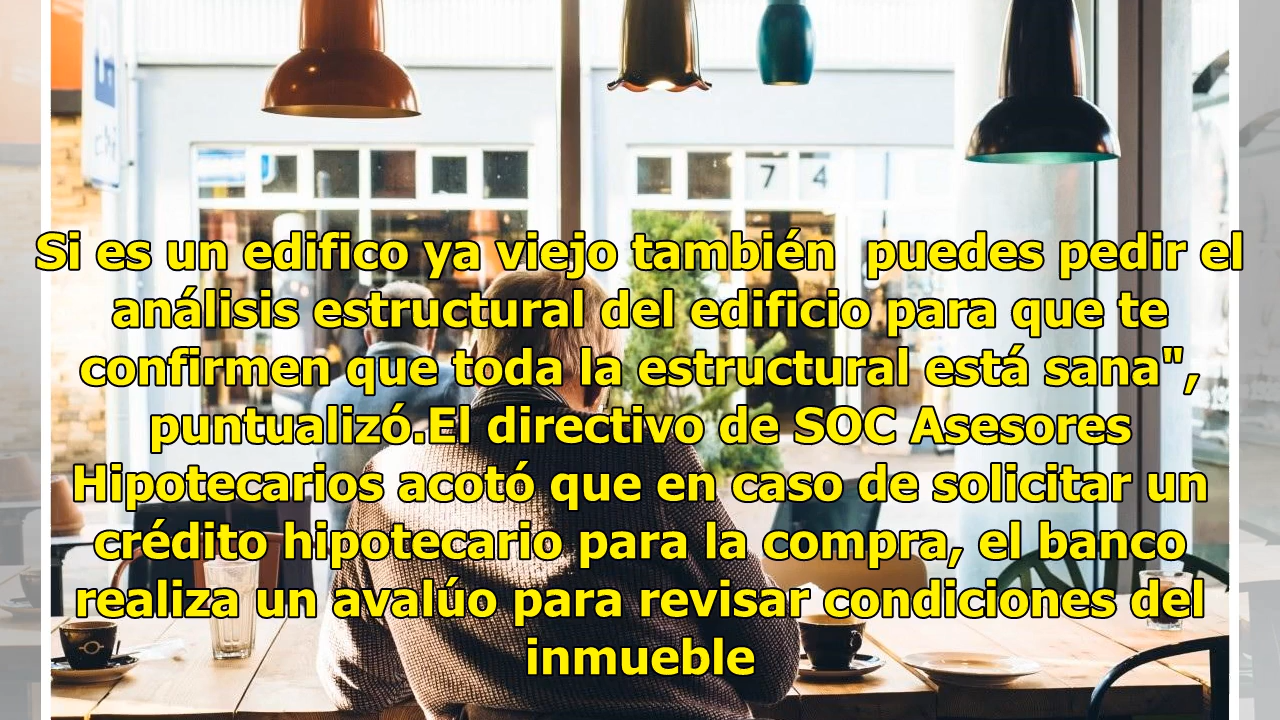 7 4
Si es un edifico ya viejo también  puedes pedir el
análisis estructural del edificio para que te
confirmen que toda la estructural está sana",
puntualizó.El directivo de SOC Asesores
Hipotecarios acotó que en caso de solicitar un
crédito hipotecario para la compra, el banco
realiza un avalúo para revisar condiciones del
inmueble